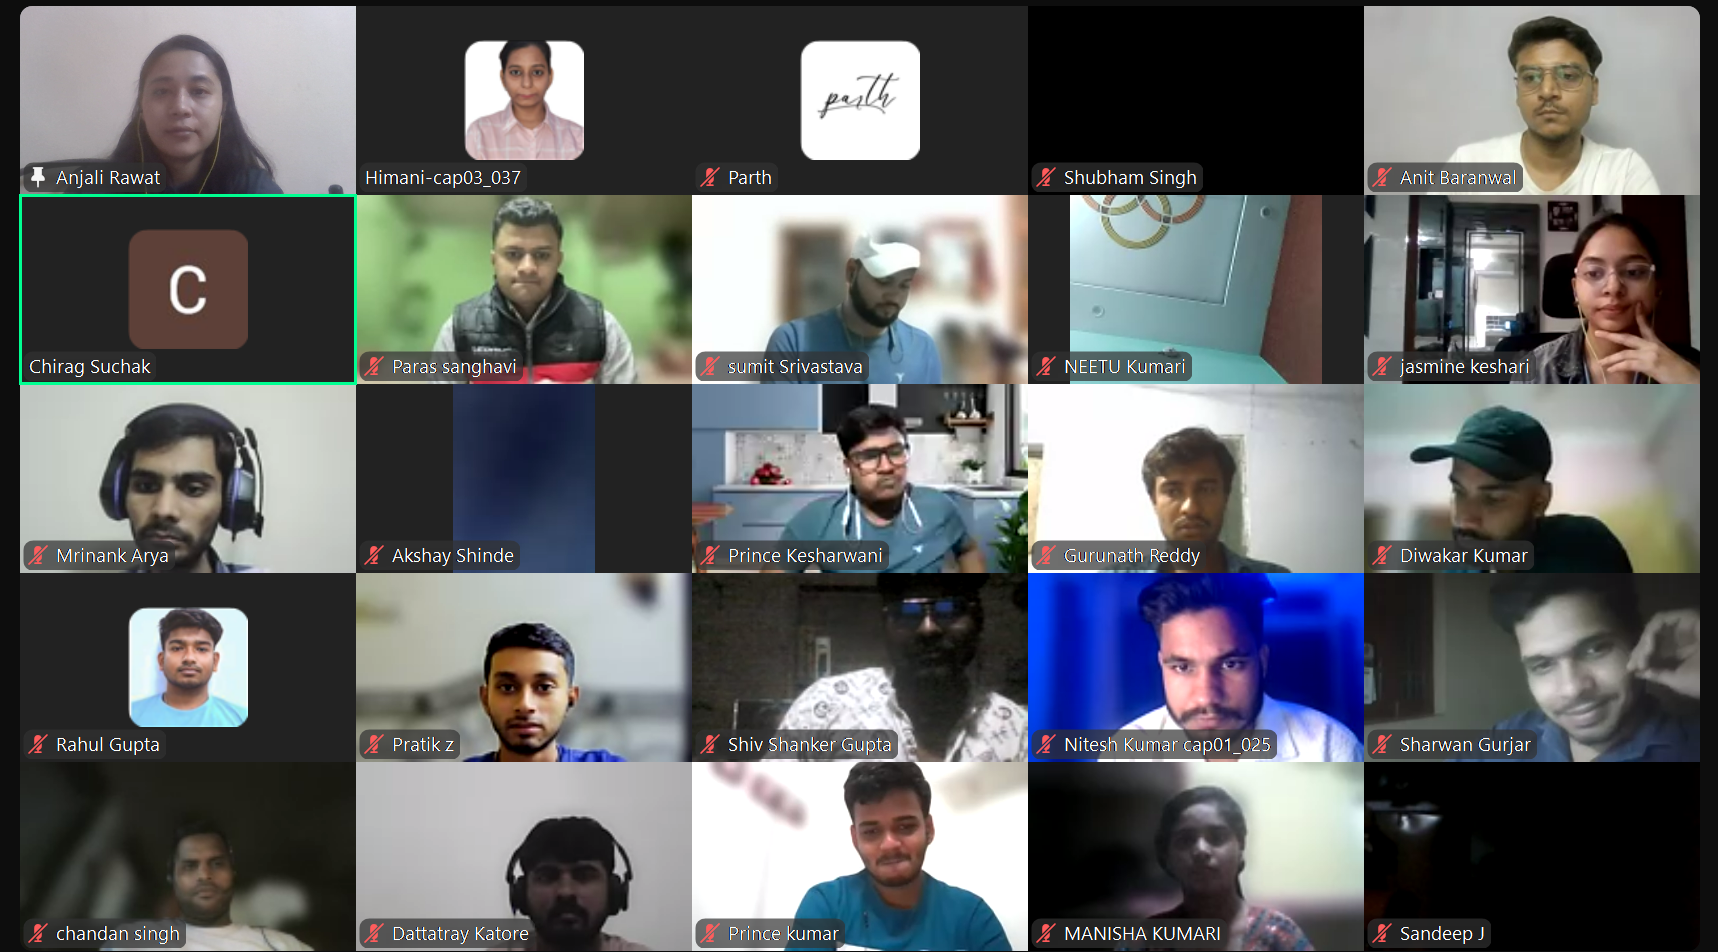 Anjali Rawat
Himani-cap03_037
parth
Parth
Shubham Singh
Anit Baranwal
C
Chirag Suchak
Paras sanghavi
sumit Srivastava
NEETU Kumari
jasmine keshari
Mrinank Arya
Akshay Shinde
Prince Kesharwani
Gurunath Reddy
Diwakar Kumar
Rahul Gupta
Pratik z
Shiv Shanker Gupta
Nitesh Kumar cap01_025
Sharwan Gurjar
chandan singh
Dattatray Katore
Prince kumar
MANISHA KUMARI
Sandeep J